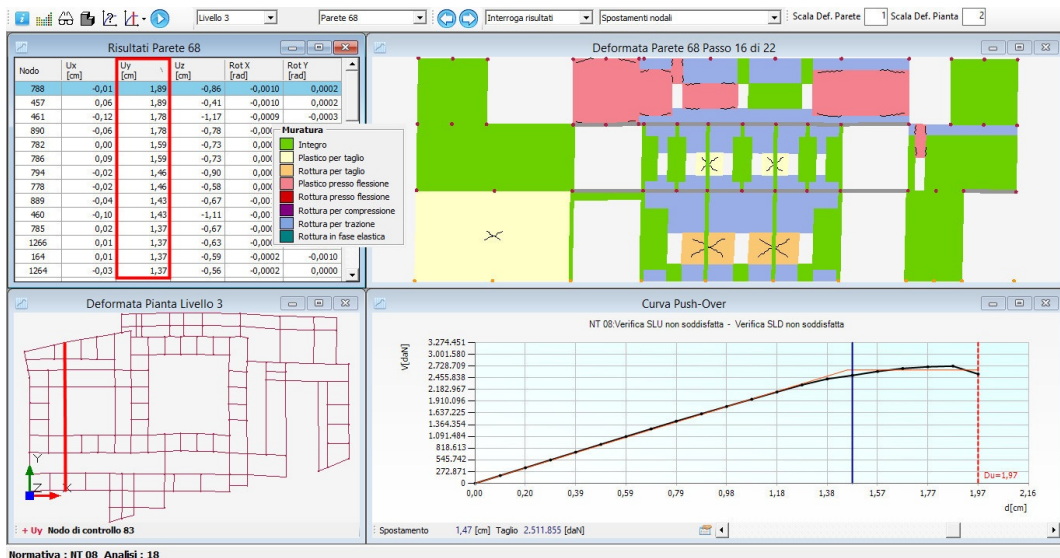 Livello 3 Parete 68 Interroga risultati Spostamenti nodali Scala Def. Parete 1 Scala Def. Pianta 2
Risultati Parete 68
Nodo Ux [cm] Uy [cm] Uz [cm] Rot X [rad] Rot Y [rad]
788 -0,01 1,89 -0,86 -0,0010 0,0002
457 0,06 1,89 -0,41 -0,0010 0,0002
461 -0,12 1,78 -1,17 -0,0009 -0,0003
890 -0,06 1,78 -0,78
782 0,00 1,59 -0,73
786 0,09 1,59 -0,73
794 -0,02 1,46 -0,90
778 -0,02 1,46 -0,58
889 -0,04 1,43 -0,67
460 -0,10 1,43 -1,11
785 0,02 1,37 -0,67
1266 0,01 1,37 -0,63
164 0,01 1,37 -0,59 -0,0002 -0,0010
1264 -0,03 1,37 -0,56 -0,0002 0,0000
Muratura
Integro
Plastico per taglio
Rottura per taglio
Plastico presso flessione
Rottura presso flessione
Rottura per compressione
Rottura per trazione
Rottura in fase elastica
Deformata Parete 68 Passo 16 di 22
Deformata Pianta Livello 3
Y
Z X
+ Uy Nodo di controllo 83
Curva Push-Over
NT 08:Verifica SLU non soddisfatta - Verifica SLD non soddisfatta
V[daN]
3.274.451
3.001.580
2.728.709
2.455.838
2.182.967
1.910.096
1.637.225
1.364.354
1.091.484
818.613
545.742
272.871
0
Du=1,97
0,00 0,20 0,39 0,59 0,79 0,98 1,18 1,38 1,57 1,77 1,97 2,16
d[cm]
Spostamento 1,47 [cm] Taglio 2.511.855 [daN]
Normativa : NT 08 Analisi : 18